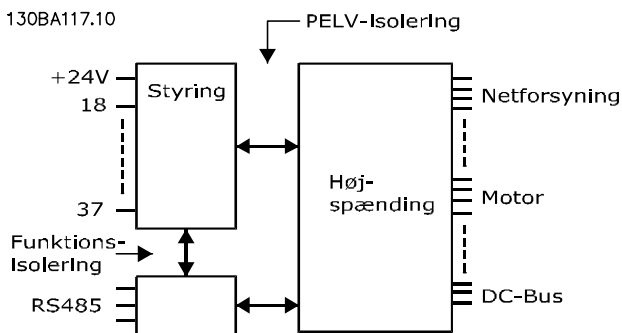 130BA117.10
PELV-isolering
+24V
Styring
18
Netforsyning
Høj-
spænding
37
Motor
Funktions-
isolering
RS485
DC-Bus